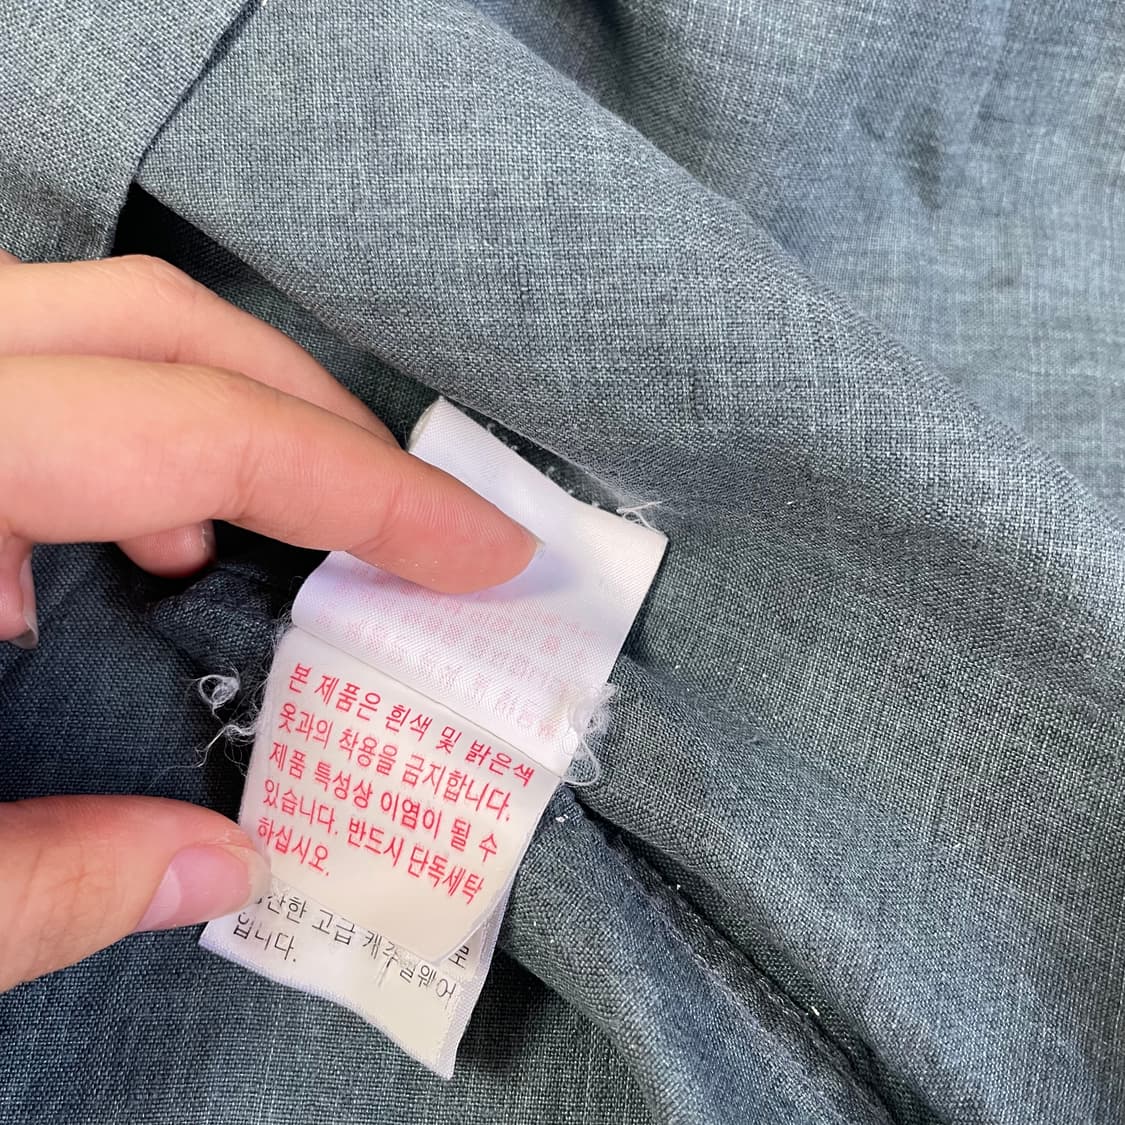 본 제품은 흰색 및 밝은색
옷과의 착용을 금지합니다.
제품 특성상 이염이 될 수
있습니다. 반드시 단독세탁
하십시오.
고급 캐주얼웨어로
입니다.